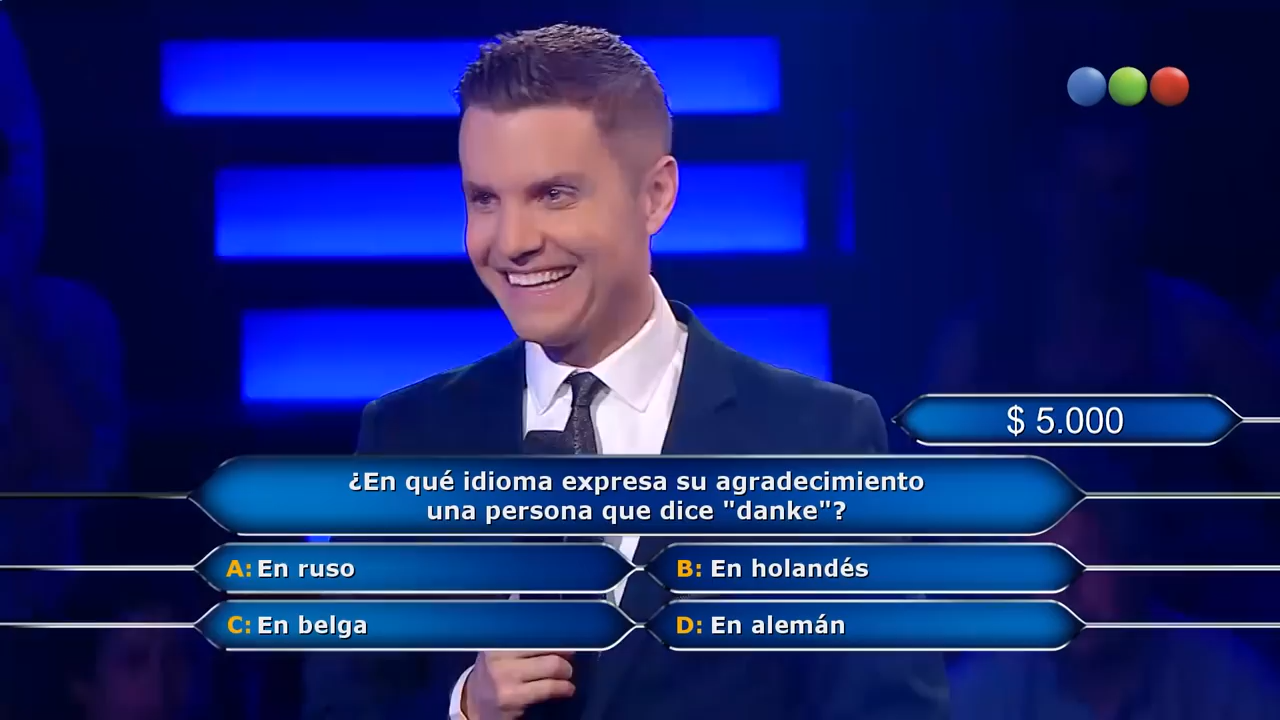 $ 5.000
¿En qué idioma expresa su agradecimiento
una persona que dice "danke"?
A: En ruso
B: En holandés
C: En belga
D: En alemán